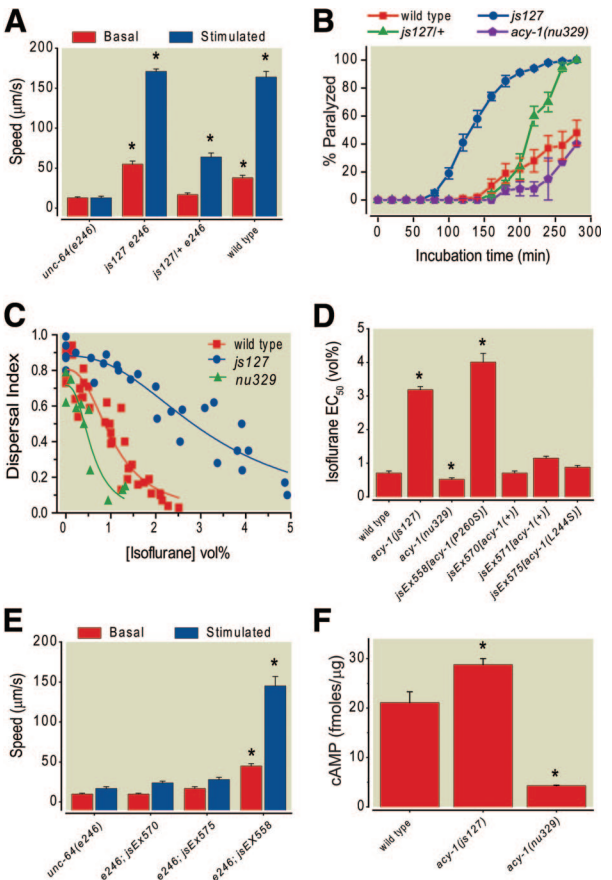 A
Basal
Stimulated
Speed (µm/s)
200
150
100
50
0
*
*
*
*
*
unc-64(e246)
js127 e246
js127/+ e246
wild type
B
wild type
js127
js127/+
acy-1(nu329)
% Paralyzed
100
80
60
40
20
0
0
50
100
150
200
250
300
Incubation time (min)
C
wild type
js127
nu329
Dispersal Index
1.0
0.8
0.6
0.4
0.2
0.0
0
1
2
3
4
5
[Isoflurane] vol%
D
Isoflurane EC50 (vol%)
5
4
3
2
1
0
*
*
*
wild type
acy-1(js127)
acy-1(nu329)
jsEx558[acy-1(P260S)]
jsEx570[acy-1(+)]
jsEx571[acy-1(+)]
jsEx575[acy-1(L244S)]
E
Basal
Stimulated
Speed (µm/s)
200
150
100
50
0
*
*
unc-64(e246)
e246; jsEx570
e246; jsEx575
e246; jsEx558
F
cAMP (fmoles/µg)
30
20
10
0
*
*
wild type
acy-1(js127)
acy-1(nu329)